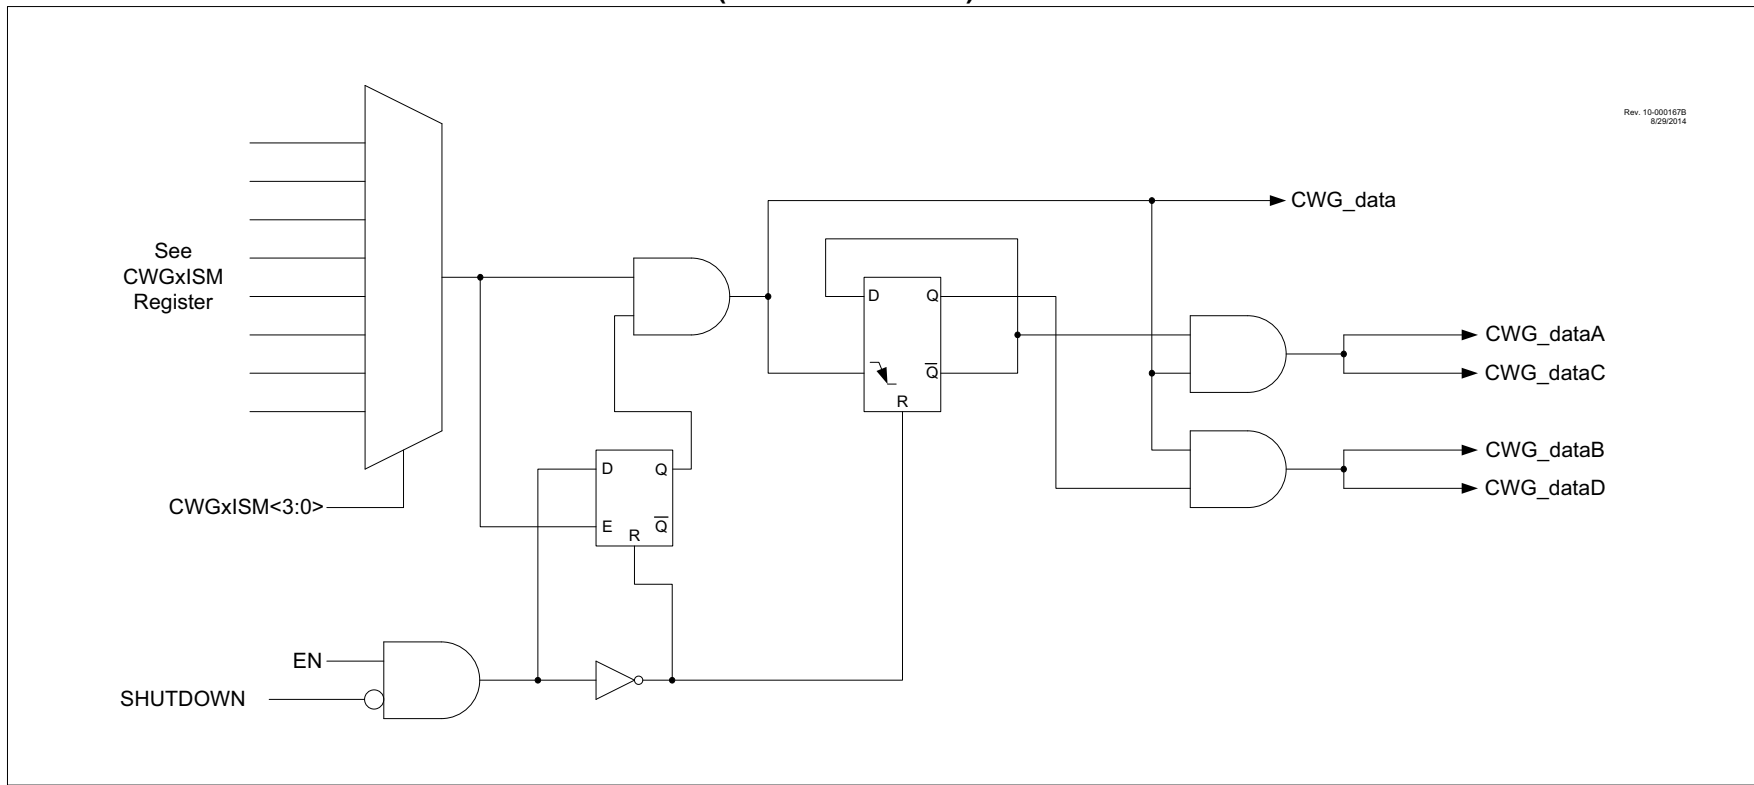 Rev. 10-000167B
8/29/2014
CWG_data
See
CWGxISM
Register
D
Q
Q
R
CWG_dataA
CWG_dataC
D
Q
E
Q
R
CWG_dataB
CWG_dataD
CWGxISM<3:0>
EN
SHUTDOWN